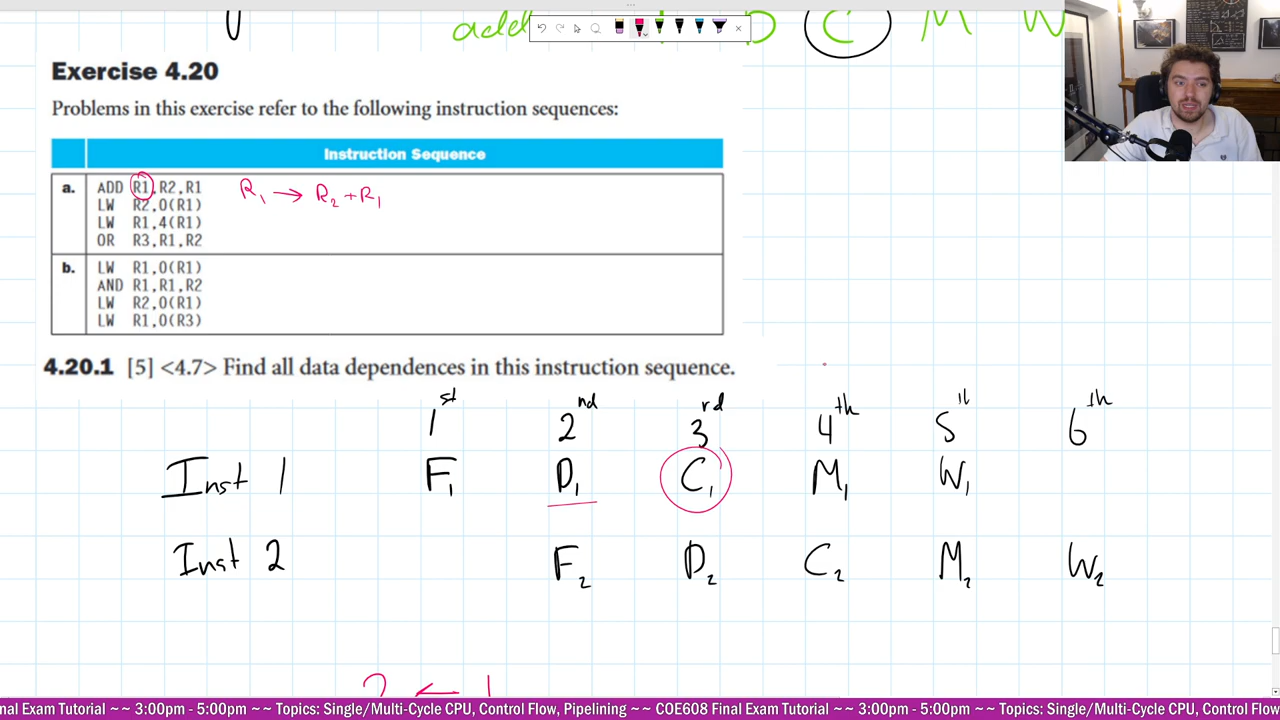 add D C M W
Exercise 4.20
Problems in this exercise refer to the following instruction sequences:
Instruction Sequence
a. ADD R1,R2,R1 R1 → R2 + R1
LW R2,0(R1)
LW R1,4(R1)
OR R3,R1,R2
b. LW R1,0(R1)
AND R1,R1,R2
LW R2,0(R1)
LW R1,0(R3)
4.20.1 [5] <4.7> Find all data dependences in this instruction sequence.
1st 2nd 3rd 4th 5th 6th
Inst 1 F1 D1 C1 M1 W1
Inst 2 F2 D2 C2 M2 W2
2 ← 1
nal Exam Tutorial ~~ 3:00pm - 5:00pm ~~ Topics: Single/Multi-Cycle CPU, Control Flow, Pipelining ~~ COE608 Final Exam Tutorial ~~ 3:00pm - 5:00pm ~~ Topics: Single/Multi-Cycle CPU, Control Flow